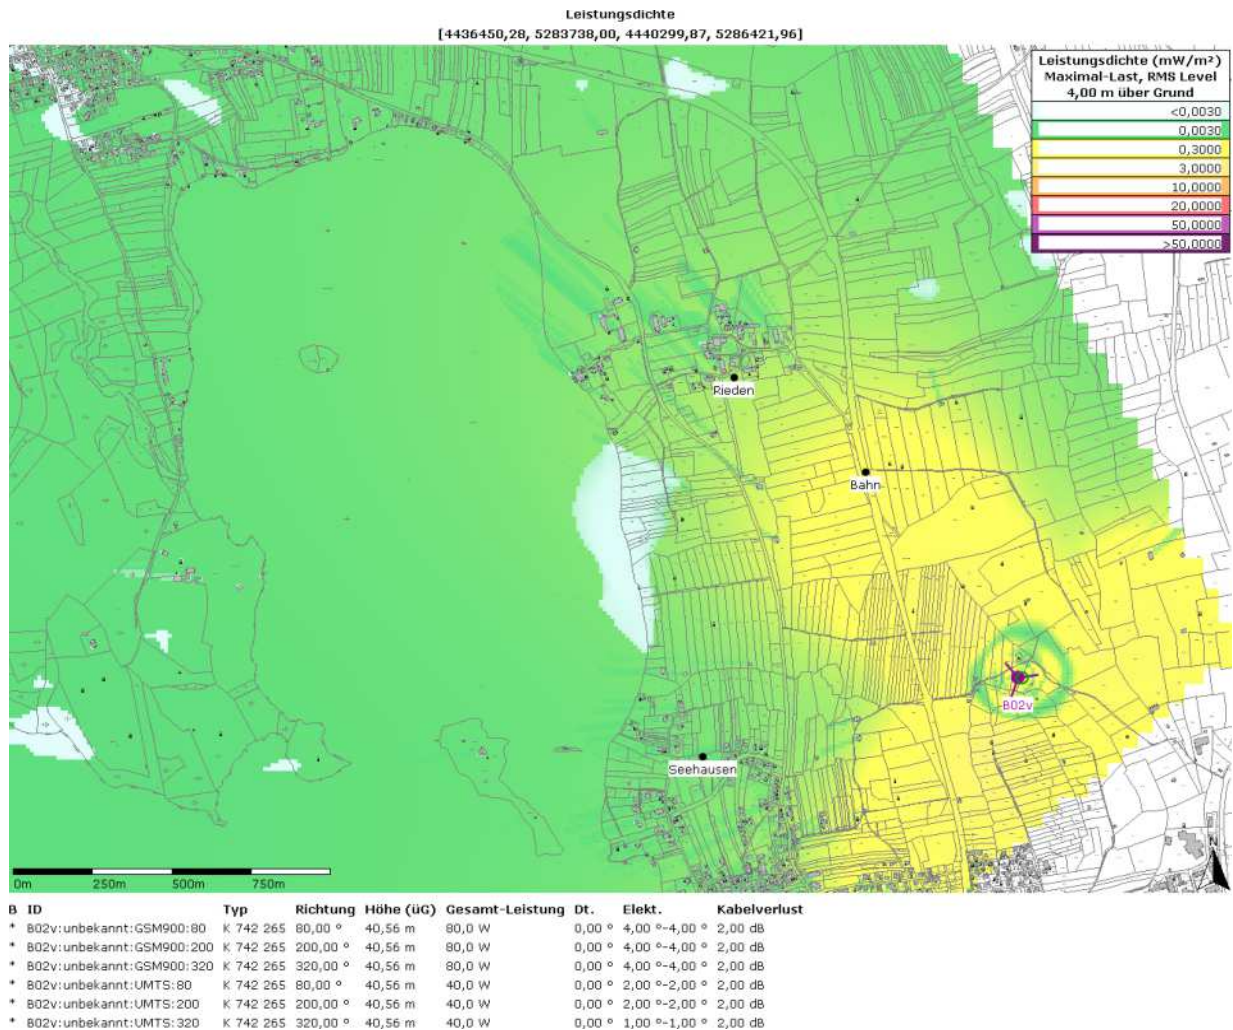 Leistungsdichte
[4436450,28, 5283738,00, 4440299,87, 5286421,96]
Leistungsdichte (mW/m²)
Maximal-Last, RMS Level
4,00 m über Grund
<0,0030
0,0030
0,3000
3,0000
10,0000
20,0000
50,0000
>50,0000
Rieden
Bahn
B02v
Seehausen
N
0m 250m 500m 750m
B ID Typ Richtung Höhe (üG) Gesamt-Leistung Dt. Elekt. Kabelverlust
* B02v:unbekannt:GSM900:80 K 742 265 80,00 ° 40,56 m 80,0 W 0,00 ° 4,00 °-4,00 ° 2,00 dB
* B02v:unbekannt:GSM900:200 K 742 265 200,00 ° 40,56 m 80,0 W 0,00 ° 4,00 °-4,00 ° 2,00 dB
* B02v:unbekannt:GSM900:320 K 742 265 320,00 ° 40,56 m 80,0 W 0,00 ° 4,00 °-4,00 ° 2,00 dB
* B02v:unbekannt:UMTS:80 K 742 265 80,00 ° 40,56 m 40,0 W 0,00 ° 2,00 °-2,00 ° 2,00 dB
* B02v:unbekannt:UMTS:200 K 742 265 200,00 ° 40,56 m 40,0 W 0,00 ° 2,00 °-2,00 ° 2,00 dB
* B02v:unbekannt:UMTS:320 K 742 265 320,00 ° 40,56 m 40,0 W 0,00 ° 1,00 °-1,00 ° 2,00 dB